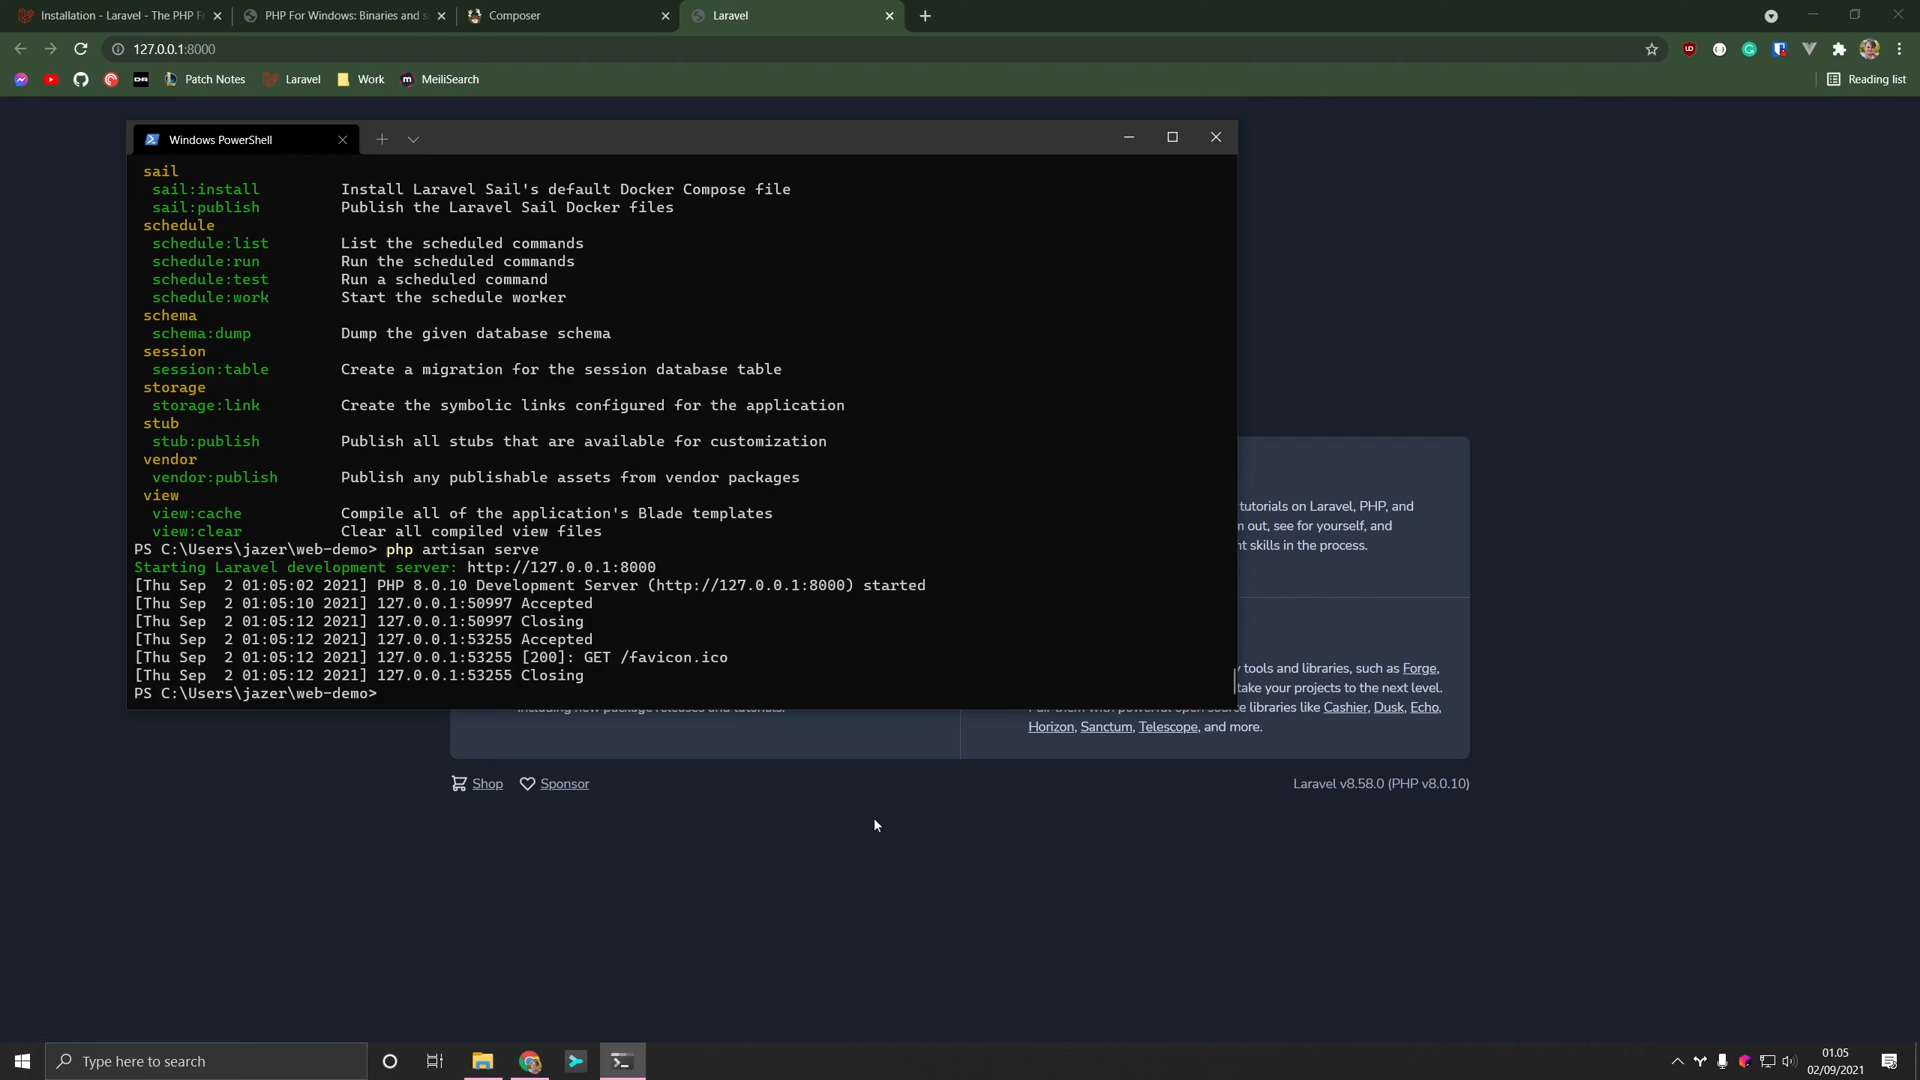 Installation - Laravel - The PHP Fr
PHP For Windows: Binaries and s
Composer
Laravel
127.0.0.1:8000
Patch Notes
Laravel
Work
MeiliSearch
Reading list
Windows PowerShell
sail
sail:install Install Laravel Sail's default Docker Compose file
sail:publish Publish the Laravel Sail Docker files
schedule
schedule:list List the scheduled commands
schedule:run Run the scheduled commands
schedule:test Run a scheduled command
schedule:work Start the schedule worker
schema
schema:dump Dump the given database schema
session
session:table Create a migration for the session database table
storage
storage:link Create the symbolic links configured for the application
stub
stub:publish Publish all stubs that are available for customization
vendor
vendor:publish Publish any publishable assets from vendor packages
view
view:cache Compile all of the application's Blade templates
view:clear Clear all compiled view files
PS C:\Users\jazer\web-demo> php artisan serve
Starting Laravel development server: http://127.0.0.1:8000
[Thu Sep  2 01:05:02 2021] PHP 8.0.10 Development Server (http://127.0.0.1:8000) started
[Thu Sep  2 01:05:10 2021] 127.0.0.1:50997 Accepted
[Thu Sep  2 01:05:12 2021] 127.0.0.1:50997 Closing
[Thu Sep  2 01:05:12 2021] 127.0.0.1:53255 Accepted
[Thu Sep  2 01:05:12 2021] 127.0.0.1:53255 [200]: GET /favicon.ico
[Thu Sep  2 01:05:12 2021] 127.0.0.1:53255 Closing
PS C:\Users\jazer\web-demo>
tutorials on Laravel, PHP, and
m out, see for yourself, and
nt skills in the process.
y tools and libraries, such as Forge,
take your projects to the next level.
including new package releases and tutorials.
Pair them with powerful open source libraries like Cashier, Dusk, Echo,
Horizon, Sanctum, Telescope, and more.
Shop
Sponsor
Laravel v8.58.0 (PHP v8.0.10)
Type here to search
01.05
02/09/2021